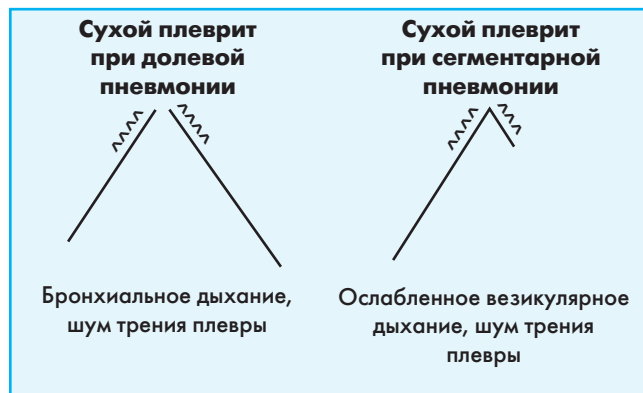 Сухой плеврит
при долевой
пневмонии
Бронхиальное дыхание,
шум трения плевры
Сухой плеврит
при сегментарной
пневмонии
Ослабленное везикулярное
дыхание, шум трения
плевры